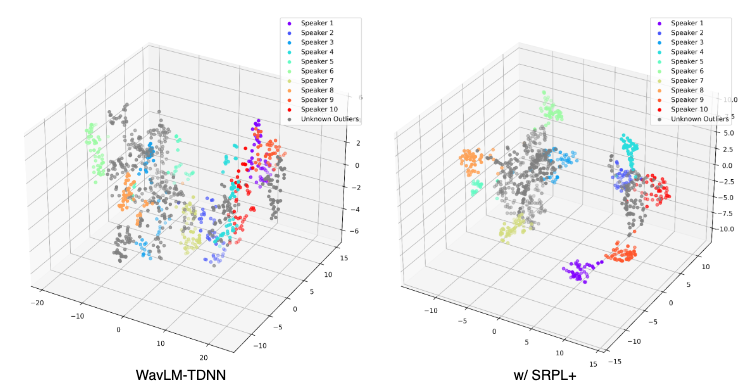 Speaker 1
Speaker 2
Speaker 3
Speaker 4
Speaker 5
Speaker 6
Speaker 7
Speaker 8
Speaker 9
Speaker 10
Unknown Outliers
6
2
0
−2
−4
−6
15
10
5
0
−5
−10
−20
−10
0
10
20
WavLM-TDNN
Speaker 1
Speaker 2
Speaker 3
Speaker 4
Speaker 5
Speaker 6
Speaker 7
Speaker 8
Speaker 9
Speaker 10
Unknown Outliers
10.0
5.0
2.5
0.0
−2.5
−5.0
−7.5
−10.0
10
5
0
−5
−10
−15
−10
−5
0
5
10
15
w/ SRPL+